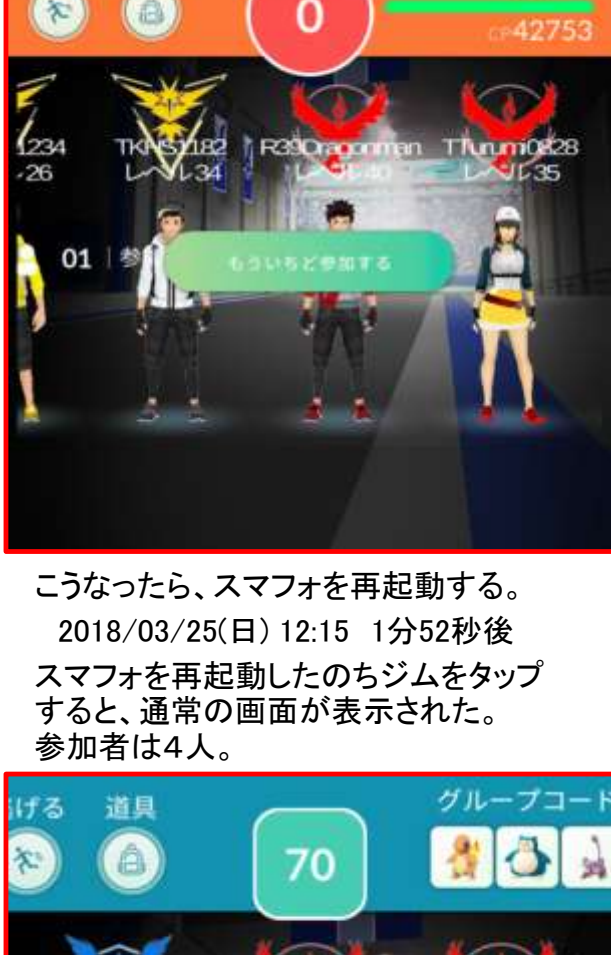 0
CP42753
1234
TKNS1182
R39Dragonman
TTurumi0828
26
レベル34
レベル40
レベル35
01 参
もういちど参加する
こうなったら、スマフォを再起動する。
2018/03/25(日) 12:15 1分52秒後
スマフォを再起動したのちジムをタップ
すると、通常の画面が表示された。
参加者は4人。
げる 道具
グループコード
70